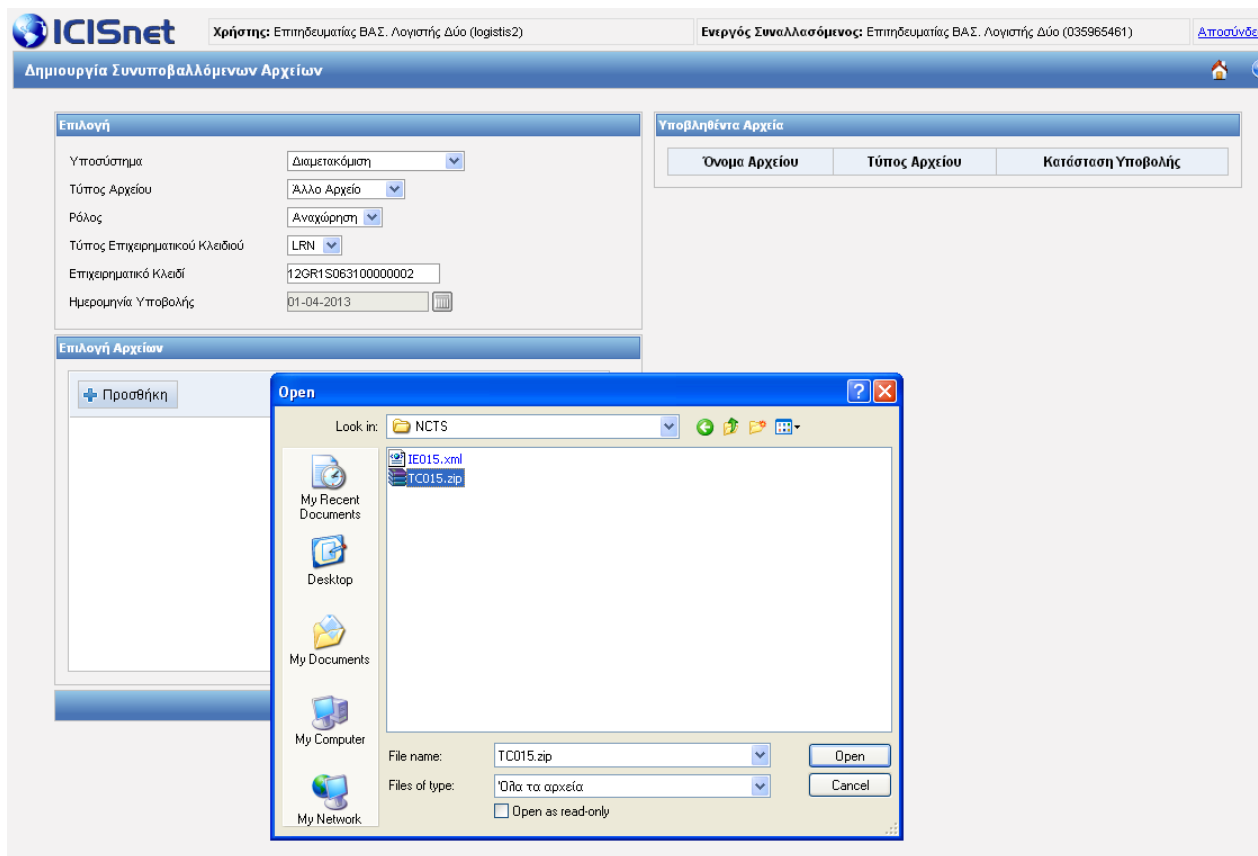 ICISnet Χρήστης: Επιτηδευματίας ΒΑΣ. Λογιστής Δύο (logistis2) Ενεργός Συναλλασόμενος: Επιτηδευματίας ΒΑΣ. Λογιστής Δύο (035965461) Αποσύνδε
Δημιουργία Συνυποβαλλόμενων Αρχείων
Επιλογή
Υποσύστημα Διαμετακόμιση
Τύπος Αρχείου Άλλο Αρχείο
Ρόλος Αναχώρηση
Τύπος Επιχειρηματικού Κλειδιού LRN
Επιχειρηματικό Κλειδί 12GR1S063100000002
Ημερομηνία Υποβολής 01-04-2013
Υποβληθέντα Αρχεία
Όνομα Αρχείου Τύπος Αρχείου Κατάσταση Υποβολής
Επιλογή Αρχείων
Προσθήκη
Open
Look in: NCTS
IE015.xml
TC015.zip
My Recent
Documents
Desktop
My Documents
My Computer
My Network
File name: TC015.zip Open
Files of type: Όλα τα αρχεία Cancel
Open as read-only